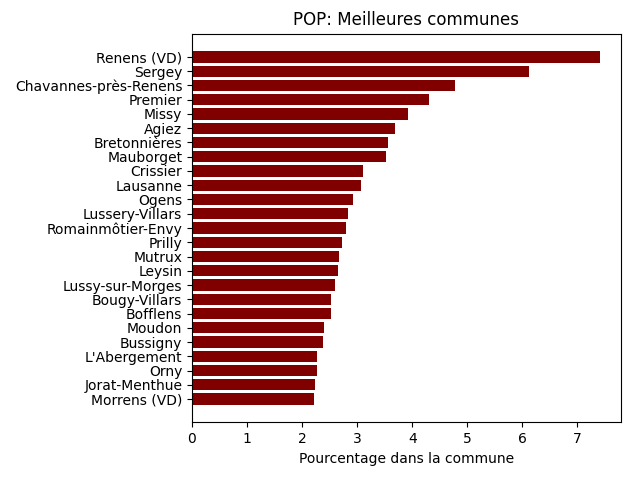 POP: Meilleures communes
Renens (VD)
Sergey
Chavannes-près-Renens
Premier
Missy
Agiez
Bretonnières
Mauborget
Crissier
Lausanne
Ogens
Lussery-Villars
Romainmôtier-Envy
Prilly
Mutrux
Leysin
Lussy-sur-Morges
Bougy-Villars
Bofflens
Moudon
Bussigny
L'Abergement
Orny
Jorat-Menthue
Morrens (VD)
0 1 2 3 4 5 6 7
Pourcentage dans la commune